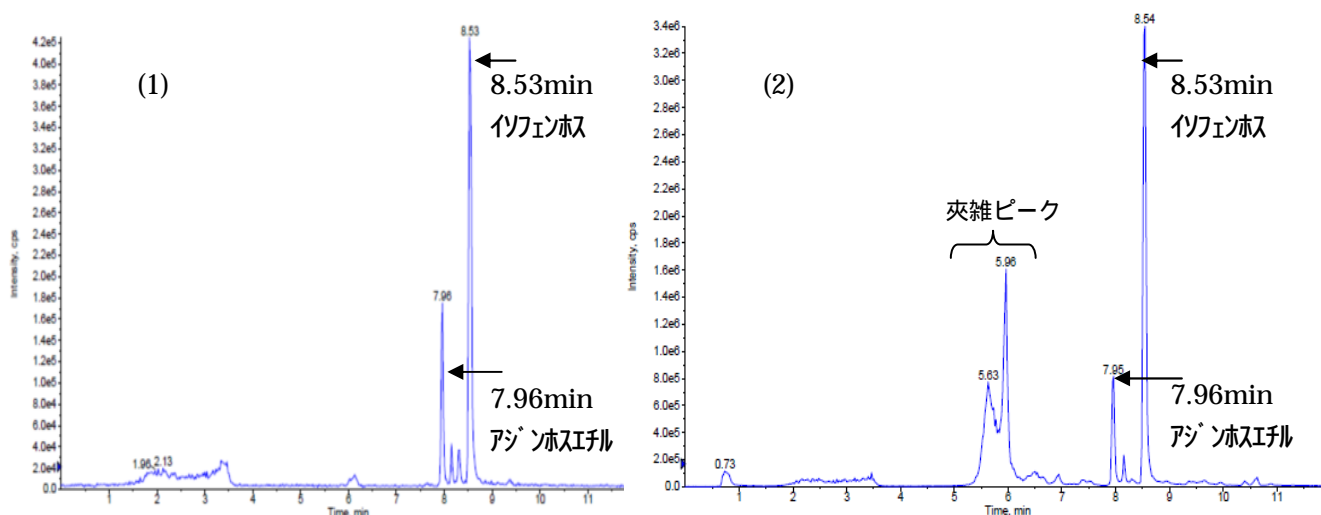 (1)
8.53
8.53min
ｲｿﾌｪﾝﾎｽ
7.96
7.96min
ｱｼﾞﾝﾎｽｴﾁﾙ
1.96
2.13
4.2e5
4.0e5
3.8e5
3.6e5
3.4e5
3.2e5
3.0e5
2.8e5
2.6e5
2.4e5
2.2e5
2.0e5
1.8e5
1.6e5
1.4e5
1.2e5
1.0e5
8.0e4
6.0e4
4.0e4
2.0e4
Intensity, cps
1 2 3 4 5 6 7 8 9 10 11
Time, min
(2)
8.54
8.53min
ｲｿﾌｪﾝﾎｽ
夾雑ピーク
5.96
5.63
7.95
7.96min
ｱｼﾞﾝﾎｽｴﾁﾙ
0.73
3.4e6
3.2e6
3.0e6
2.8e6
2.6e6
2.4e6
2.2e6
2.0e6
1.8e6
1.6e6
1.4e6
1.2e6
1.0e6
8.0e5
6.0e5
4.0e5
2.0e5
0.0e0
Intensity, cps
1 2 3 4 5 6 7 8 9 10 11
Time, min